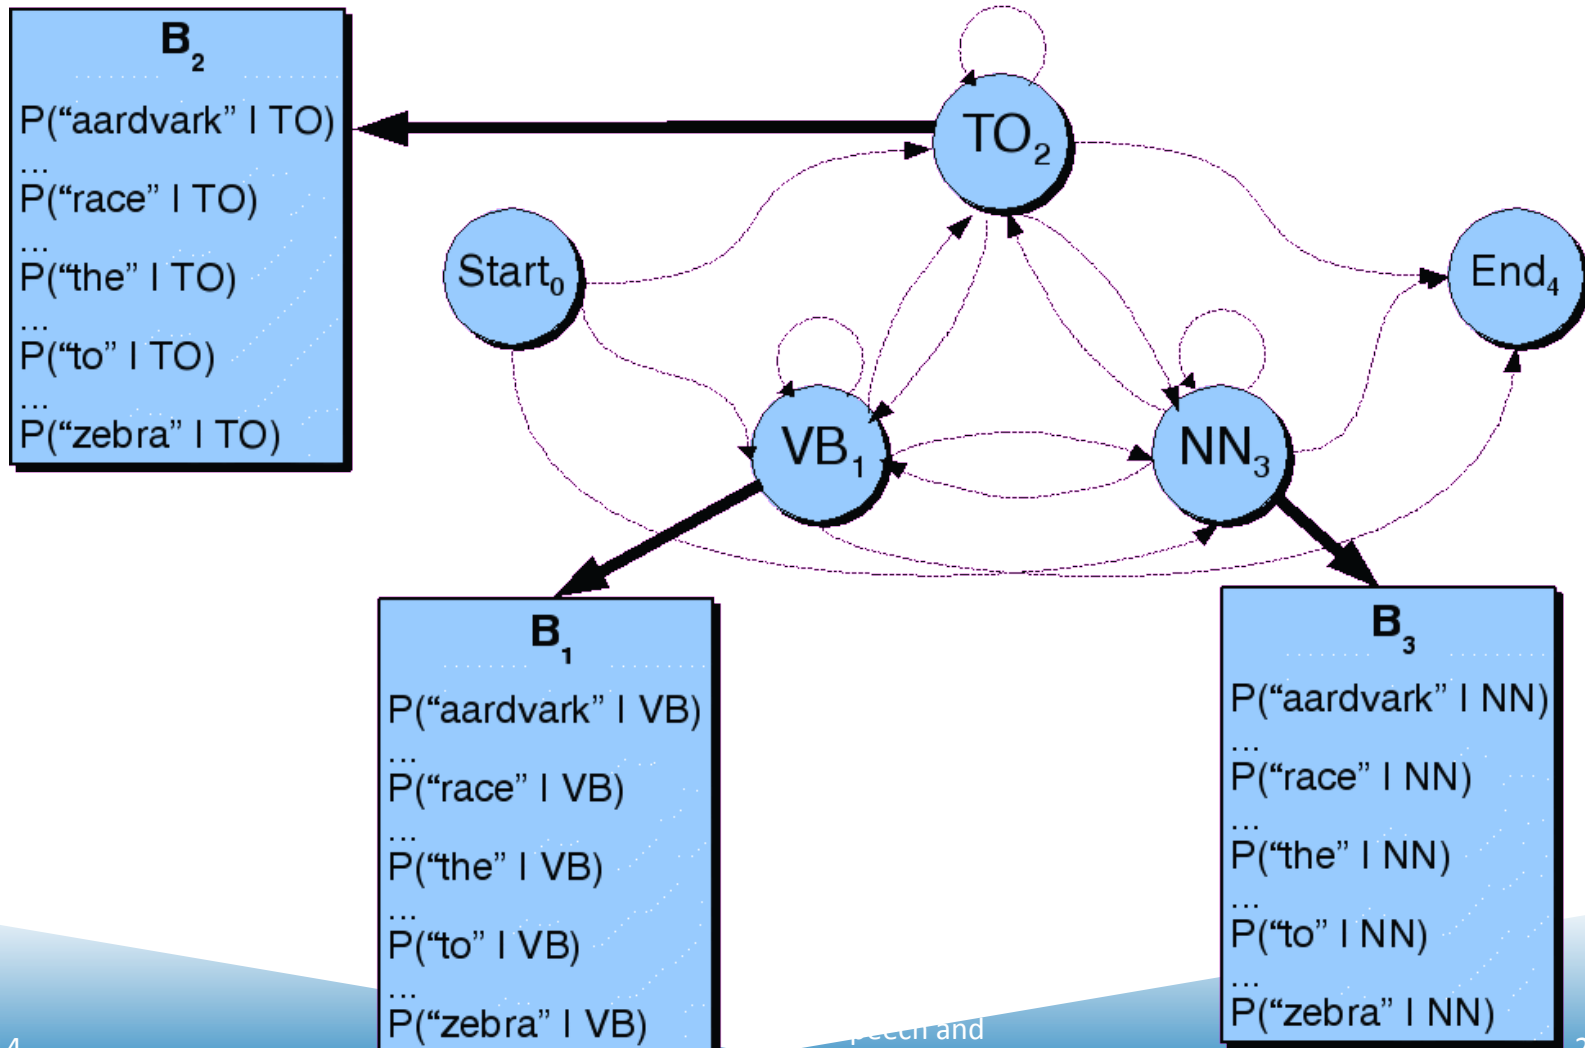 B2
P(“aardvark” | TO)
...
P(“race” | TO)
...
P(“the” | TO)
...
P(“to” | TO)
...
P(“zebra” | TO)
TO2
Start0
End4
VB1
NN3
B1
P(“aardvark” | VB)
...
P(“race” | VB)
...
P(“the” | VB)
...
P(“to” | VB)
...
P(“zebra” | VB)
B3
P(“aardvark” | NN)
...
P(“race” | NN)
...
P(“the” | NN)
...
P(“to” | NN)
...
P(“zebra” | NN)
and